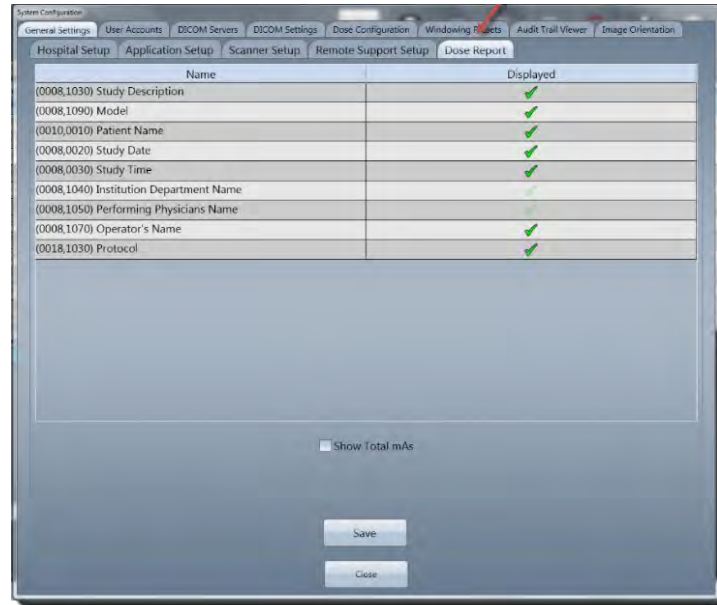 System Configuration
General Settings User Accounts DICOM Servers DICOM Settings Dose Configuration Windowing Presets Audit Trail Viewer Image Orientation
Hospital Setup Application Setup Scanner Setup Remote Support Setup Dose Report
Name Displayed
(0008,1030) Study Description
(0008,1090) Model
(0010,0010) Patient Name
(0008,0020) Study Date
(0008,0030) Study Time
(0008,1040) Institution Department Name
(0008,1050) Performing Physicians Name
(0008,1070) Operator's Name
(0018,1030) Protocol
Show Total mAs
Save
Close